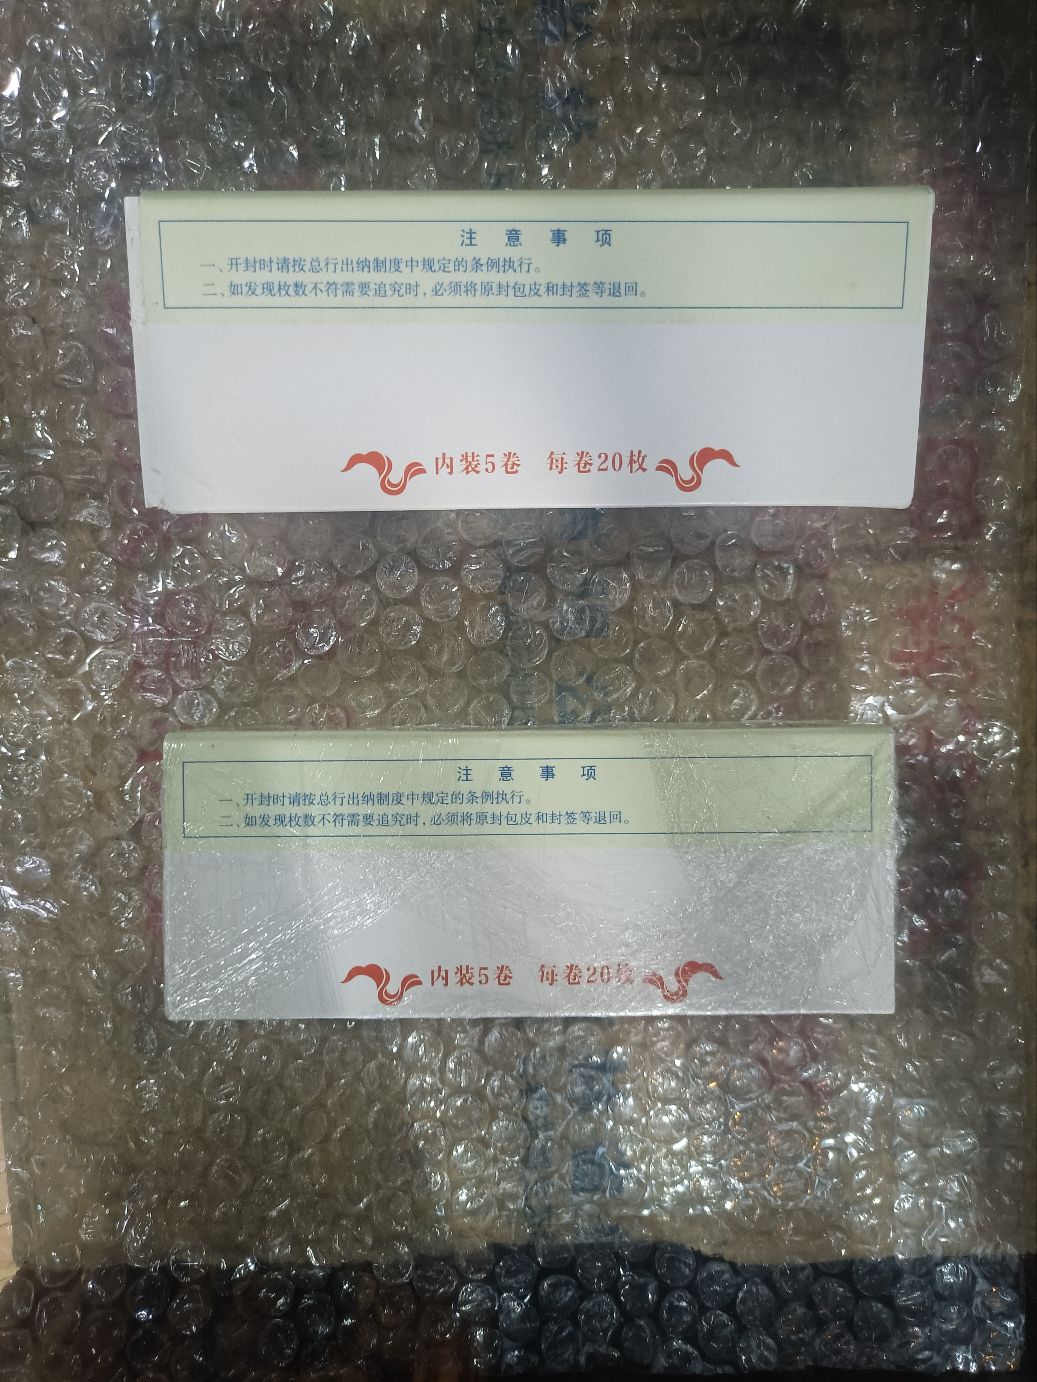 注意事项
一、开封时请按总行出纳制度中规定的条例执行。
二、如发现枚数不符需要追究时，必须将原封包皮和封签等退回。
内装5卷 每卷20枚
注意事项
一、开封时请按总行出纳制度中规定的条例执行。
二、如发现枚数不符需要追究时，必须将原封包皮和封签等退回。
内装5卷 每卷20枚